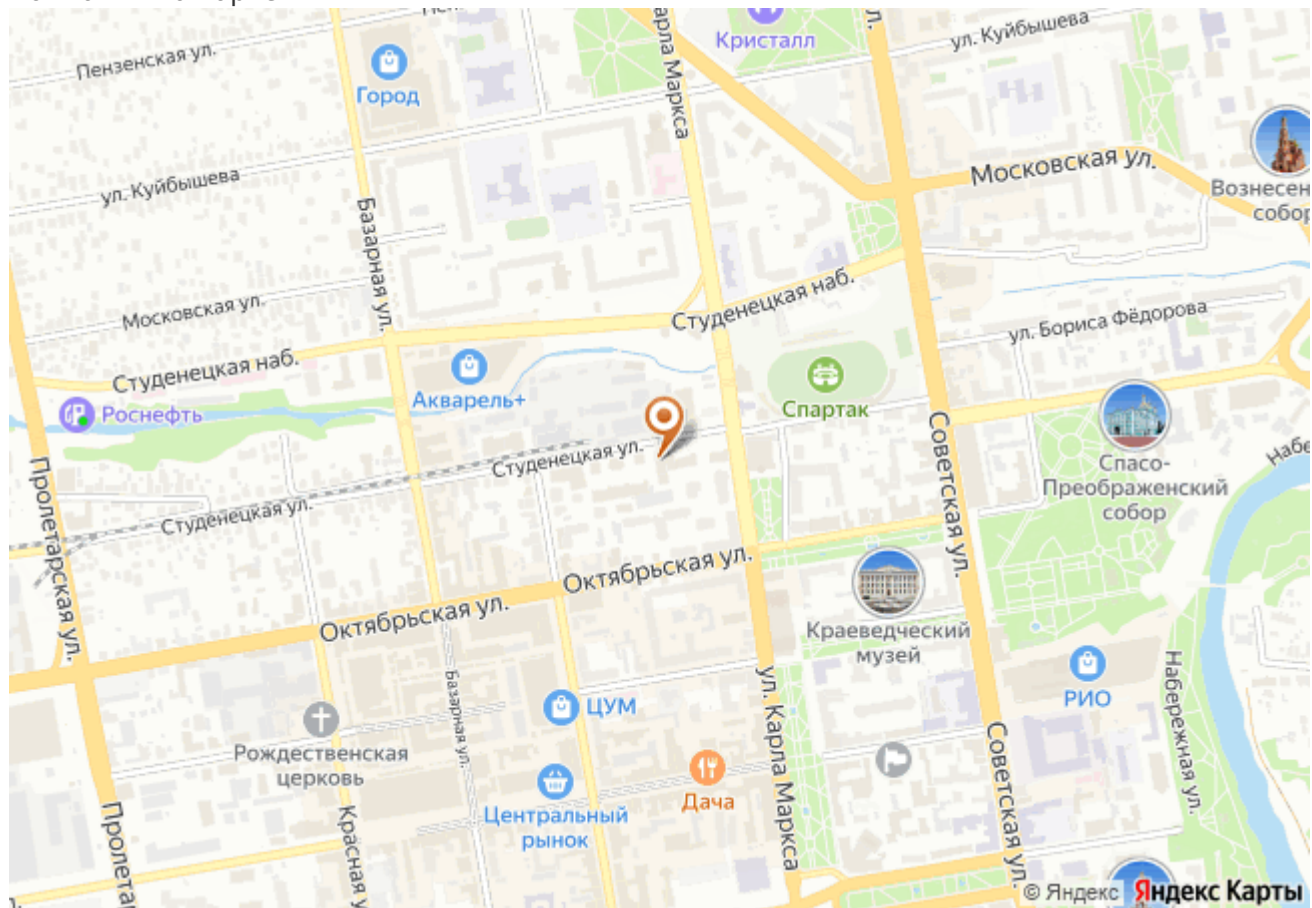 Кристалл
ул. Куйбышева
Пензенская ул.
Город
Карла Маркса
Московская ул.
ул. Куйбышева
Базарная ул.
собор
Студенецкая наб.
Московская ул.
ул. Бориса Фёдорова
Студенецкая наб.
Акварель+
Роснефть
Спартак
Советская ул.
Студенецкая ул.
Спасо-
Преображенский
собор
Студенецкая ул.
Пролетарская ул.
Октябрьская ул.
Октябрьская ул.
Краеведческий
музей
ул. Карла Маркса
Базарная ул.
ЦУМ
РИО
Набережная ул.
Рождественская
церковь
Советская ул.
Дача
Центральный
рынок
© Яндекс Яндекс Карты